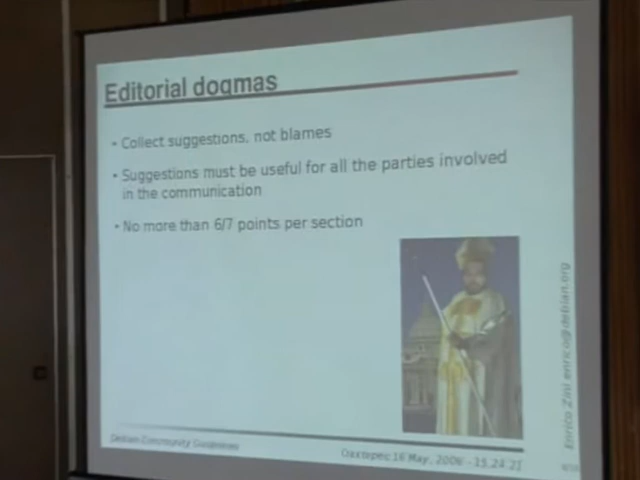 Editorial dogmas
• Collect suggestions, not blames
• Suggestions must be useful for all the parties involved
in the communication
• No more than 6/7 points per section
Enrico Zini enrico@debian.org
Debian Community Guidelines
Oaxtepec 16 May, 2006 - 15.24.21